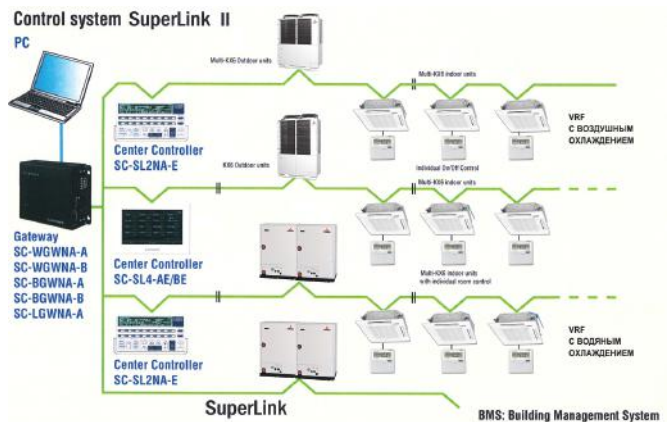 Control system SuperLink II
PC
Multi-KX6 Outdoor units
Multi-KX6 indoor units
Center Controller
SC-SL2NA-E
VRF
С ВОЗДУШНЫМ
ОХЛАЖДЕНИЕМ
KX6 Outdoor units
Individual On/Off Control
Multi-KX6 indoor units
Gateway
SC-WGWNA-A
SC-WGWNA-B
SC-BGWNA-A
SC-BGWNA-B
SC-LGWNA-A
Center Controller
SC-SL4-AE/BE
Multi-KX6 indoor units
with individual room control
Center Controller
SC-SL2NA-E
VRF
С ВОДЯНЫМ
ОХЛАЖДЕНИЕМ
SuperLink
BMS: Building Management System